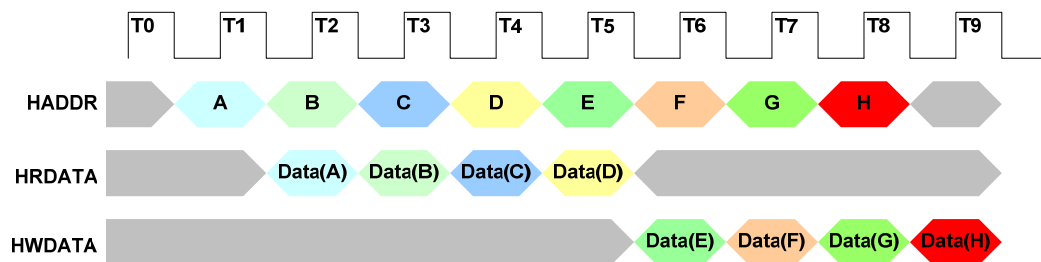 T0 T1 T2 T3 T4 T5 T6 T7 T8 T9
HADDR A B C D E F G H
HRDATA Data(A) Data(B) Data(C) Data(D)
HWDATA Data(E) Data(F) Data(G) Data(H)